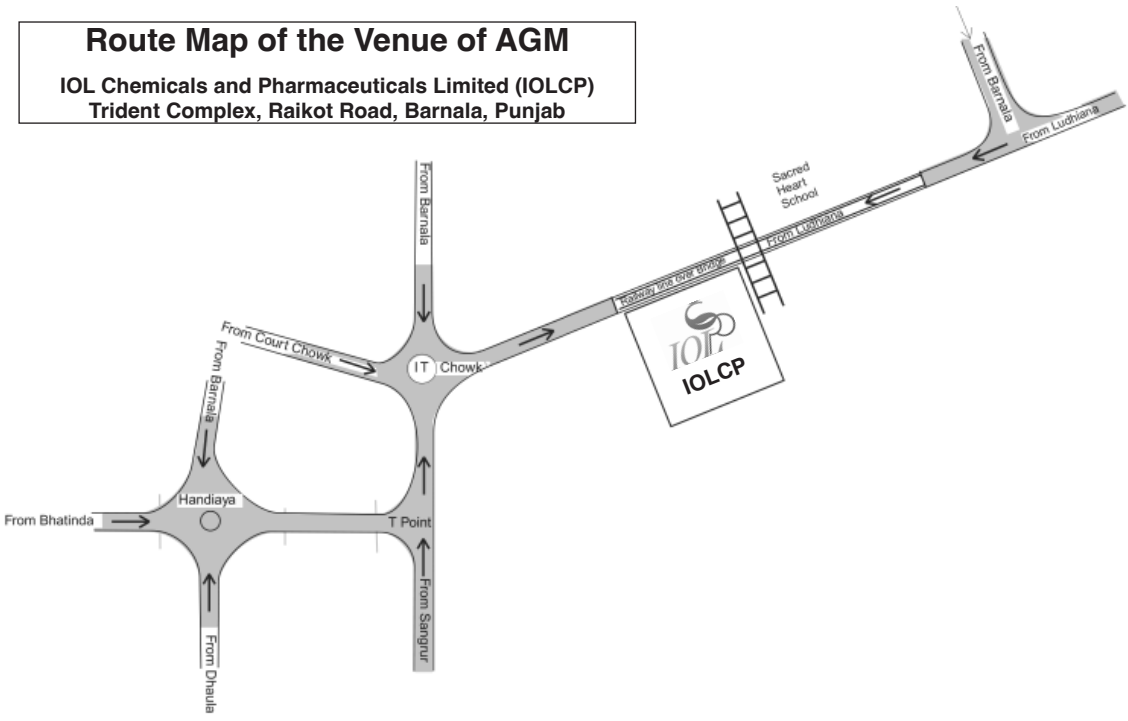 Route Map of the Venue of AGM
IOL Chemicals and Pharmaceuticals Limited (IOLCP)
Trident Complex, Raikot Road, Barnala, Punjab
From Barnala
From Ludhiana
Sacred
Heart
School
From Ludhiana
Railway line over Bridge
From Barnala
IOL
IOLCP
From Court Chowk
IT Chowk
From Barnala
Handiaya
From Bhatinda
T Point
From Sangrur
From Dhaula